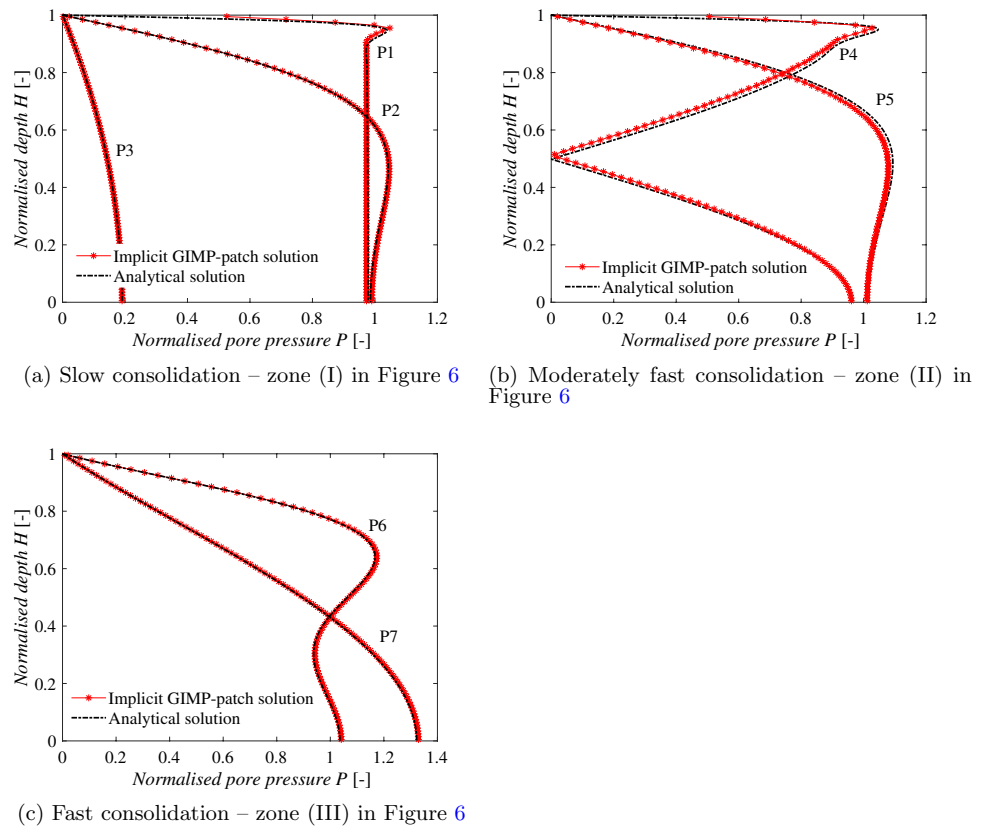 1
0.8
0.6
0.4
0.2
0
Normalised depth H [-]
P1
P2
P3
Implicit GIMP-patch solution
Analytical solution
0 0.2 0.4 0.6 0.8 1 1.2
Normalised pore pressure P [-]
(a) Slow consolidation – zone (I) in Figure 6
1
0.8
0.6
0.4
0.2
0
Normalised depth H [-]
P4
P5
Implicit GIMP-patch solution
Analytical solution
0 0.2 0.4 0.6 0.8 1 1.2
Normalised pore pressure P [-]
(b) Moderately fast consolidation – zone (II) in
Figure 6
1
0.8
0.6
0.4
0.2
0
Normalised depth H [-]
P6
P7
Implicit GIMP-patch solution
Analytical solution
0 0.2 0.4 0.6 0.8 1 1.2 1.4
Normalised pore pressure P [-]
(c) Fast consolidation – zone (III) in Figure 6